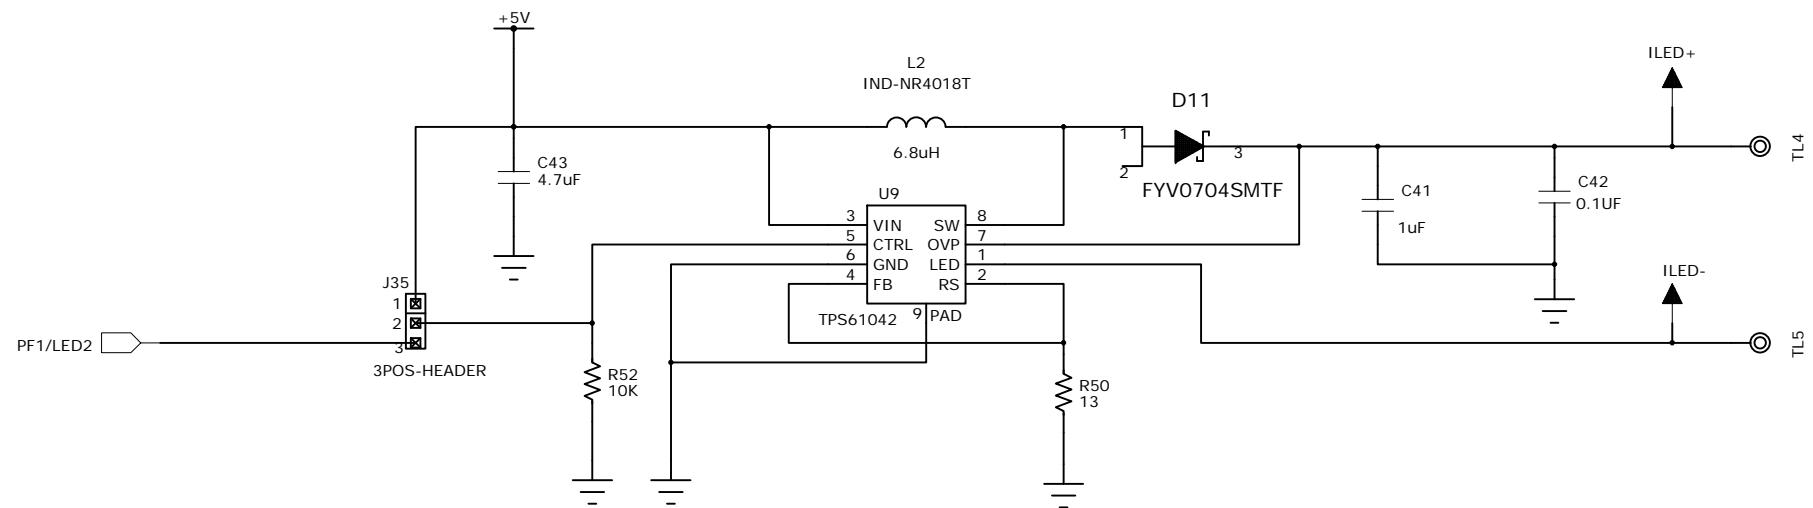 +5V
L2
IND-NR4018T
6.8uH
D11
1
2
3
FYV0704SMTF
ILED+
TL4
C43
4.7uF
C41
1uF
C42
0.1UF
U9
3 VIN SW 8
5 CTRL OVP 7
6 GND LED 1
4 FB RS 2
TPS61042 9 PAD
ILED-
TL5
J35
1
2
3
3POS-HEADER
PF1/LED2
R52
10K
R50
13